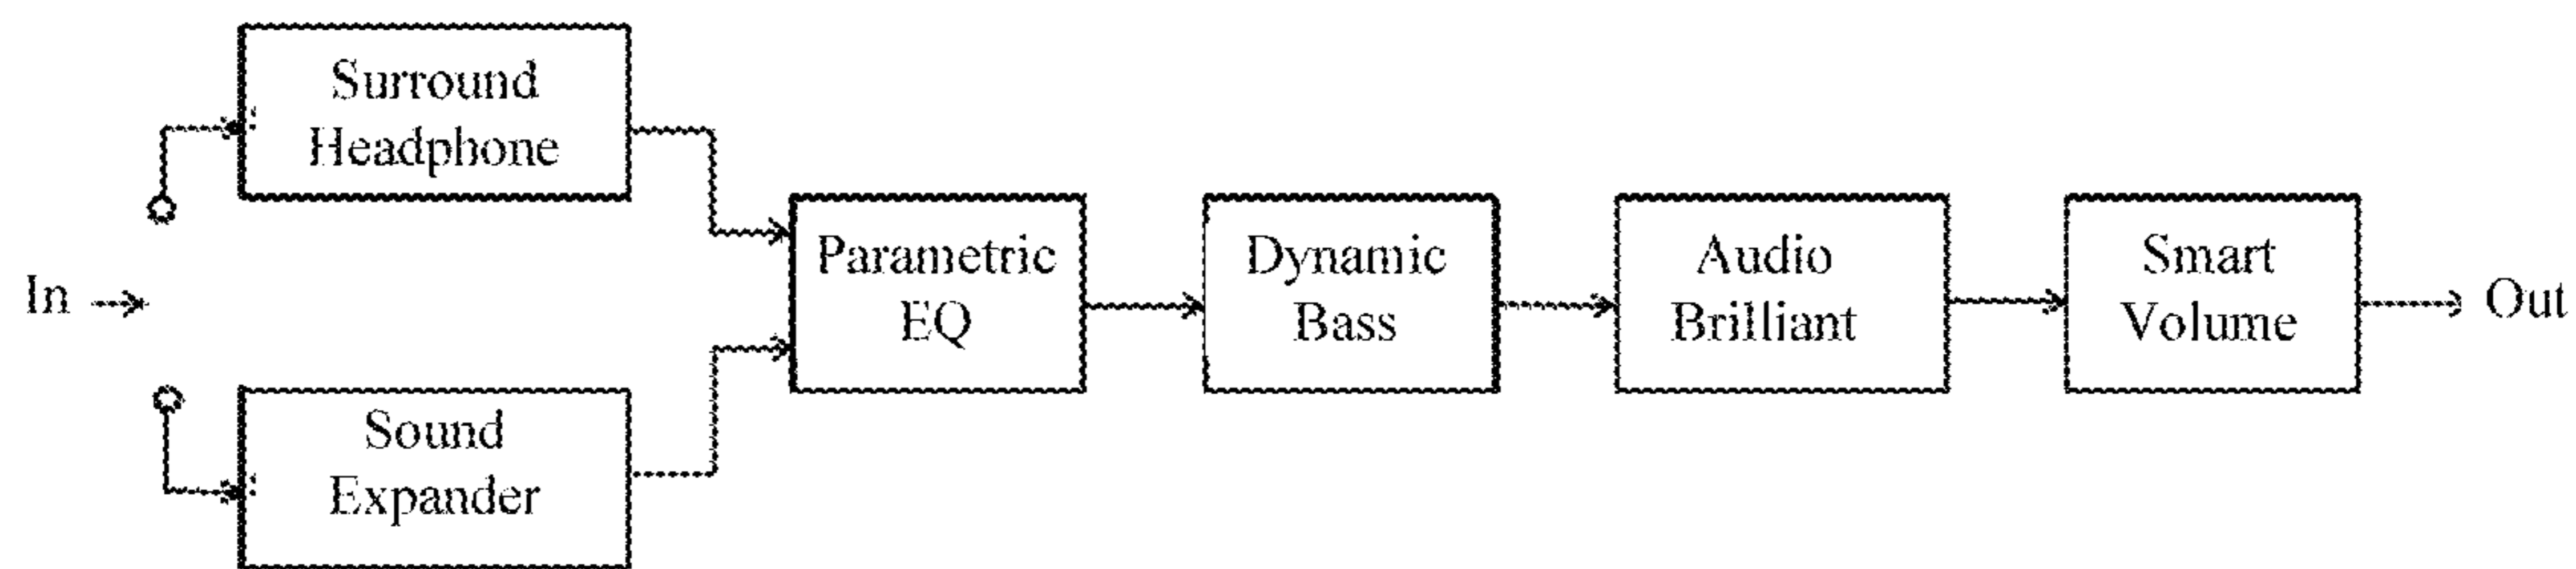 Surround
Headphone
In
Sound
Expander
Parametric
EQ
Dynamic
Bass
Audio
Brilliant
Smart
Volume
Out